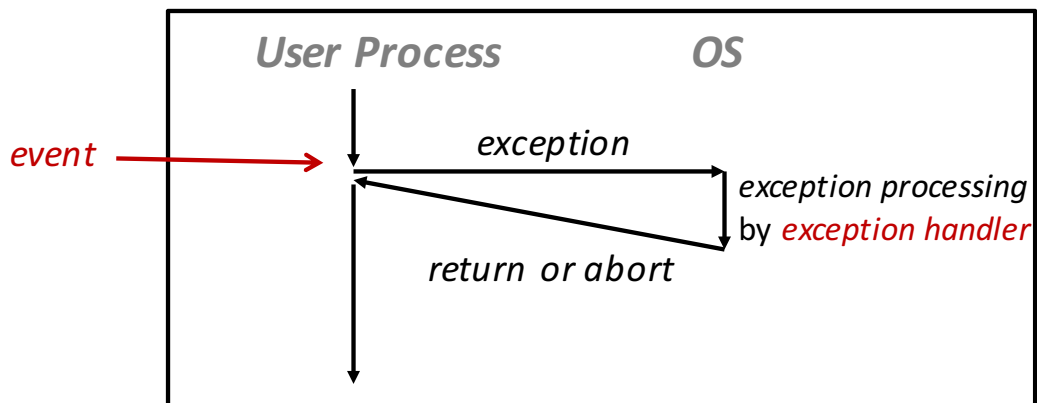 User Process
OS
event
exception
exception processing
by exception handler
return or abort